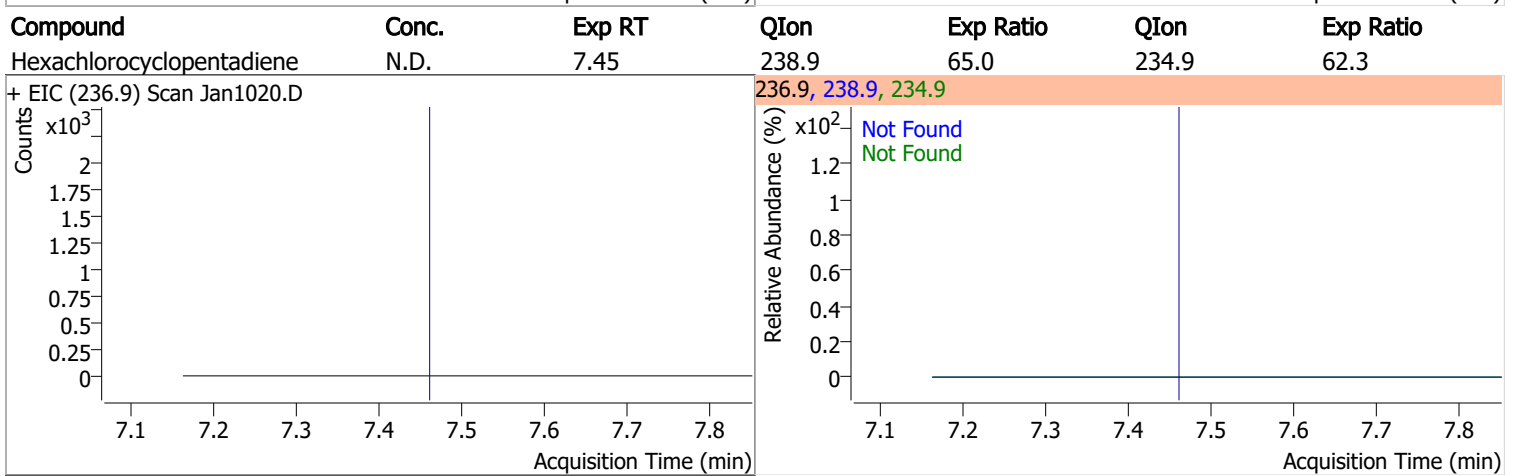 Compound Conc. Exp RT QIon Exp Ratio QIon Exp Ratio
Hexachlorocyclopentadiene N.D. 7.45 238.9 65.0 234.9 62.3
+ EIC (236.9) Scan Jan1020.D
Counts
x10³
2
1.75
1.5
1.25
1
0.75
0.5
0.25
0
7.1 7.2 7.3 7.4 7.5 7.6 7.7 7.8
Acquisition Time (min)
236.9, 238.9, 234.9
Relative Abundance (%)
x10²
Not Found
Not Found
1.2
1
0.8
0.6
0.4
0.2
0
7.1 7.2 7.3 7.4 7.5 7.6 7.7 7.8
Acquisition Time (min)